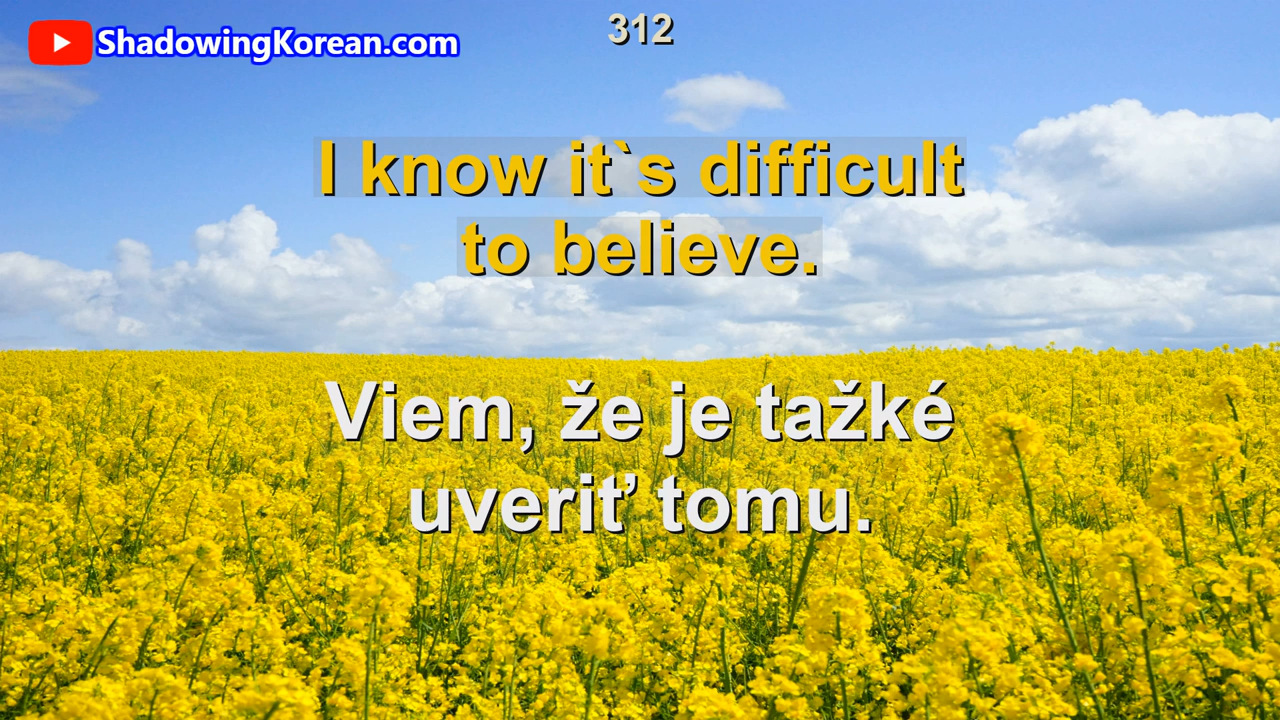 ShadowingKorean.com
312
I know it`s difficult
to believe.
Viem, že je tažké
uveriť tomu.